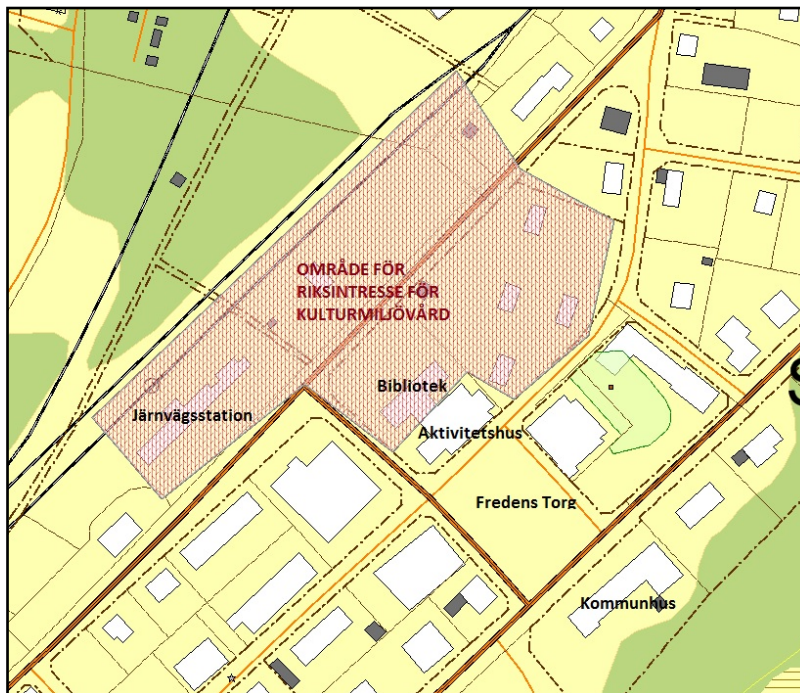 OMRÅDE FÖR
RIKSINTRESSE FÖR
KULTURMILJÖVÅRD
Bibliotek
Järnvägsstation
Aktivitetshus
Fredens Torg
Kommunhus